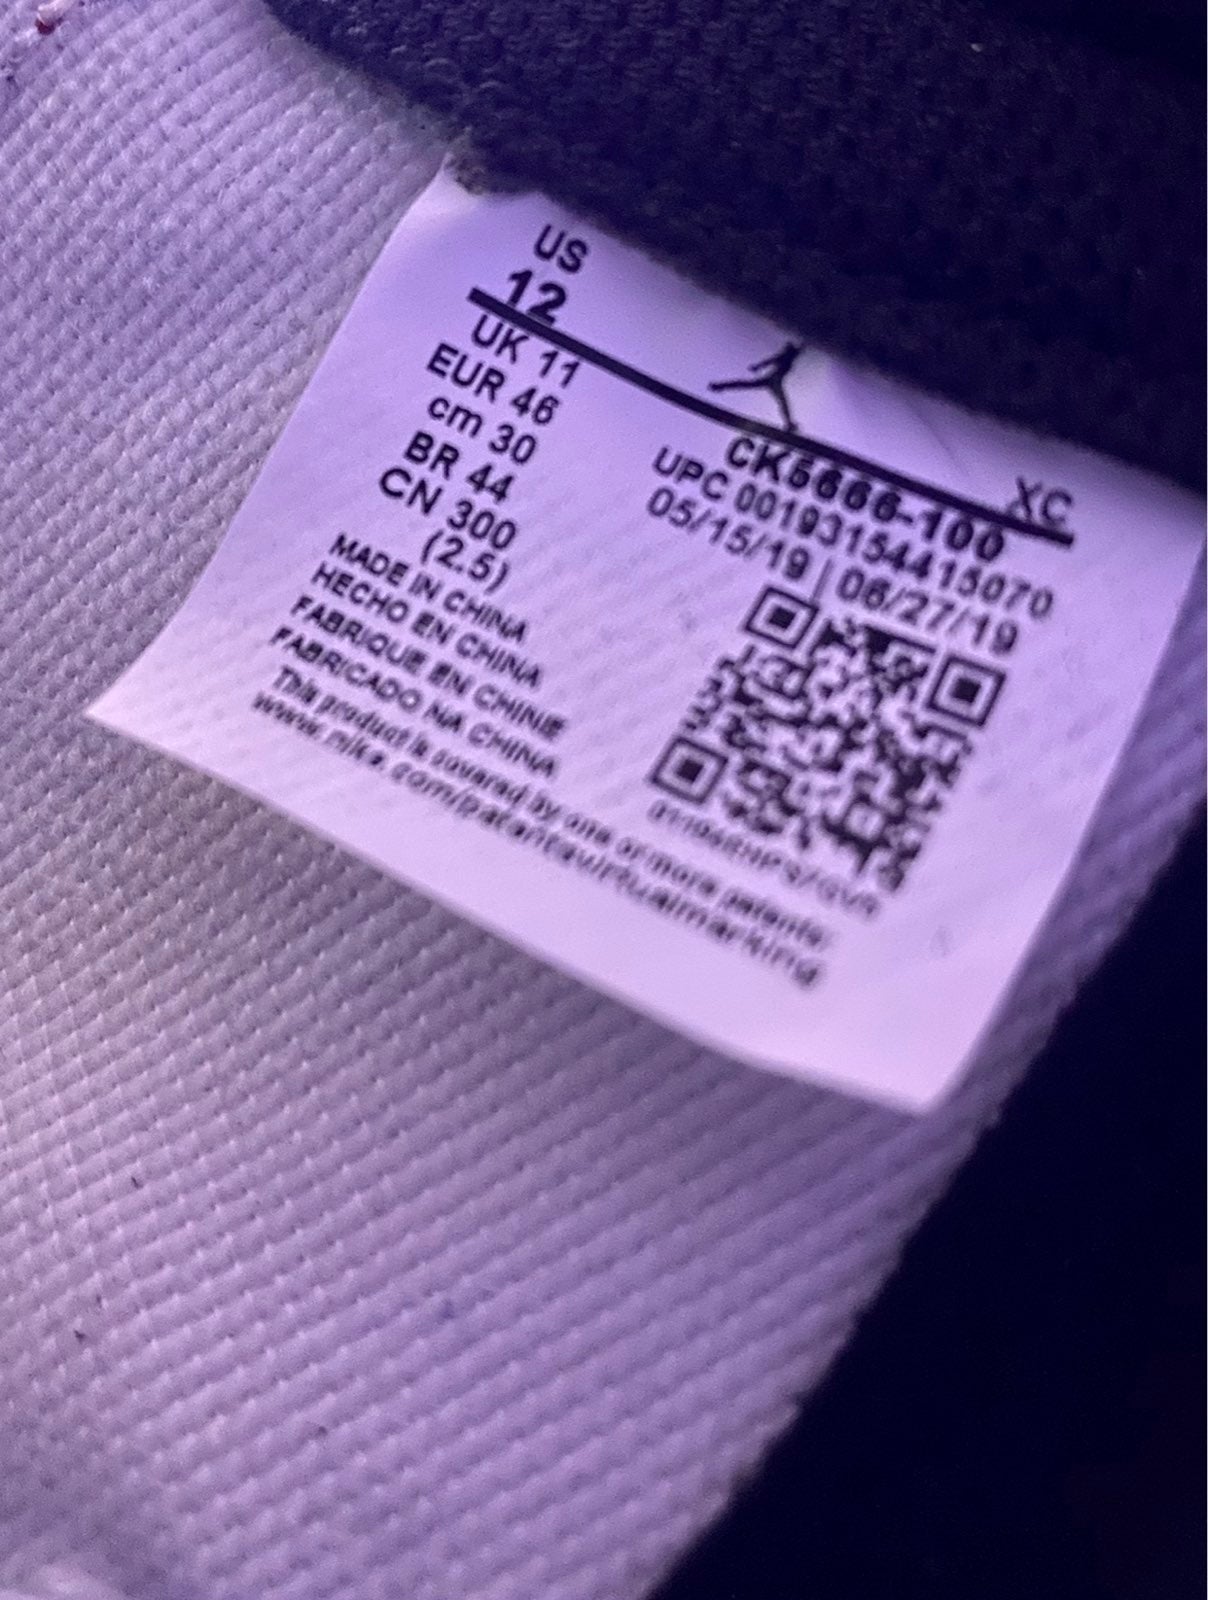 US
12
UK 11
EUR 46
cm 30
BR 44
CN 300
(2.5)
MADE IN CHINA
HECHO EN CHINA
FABRIQUE EN CHINE
FABRICADO NA CHINA
This product is covered by one or more patents:
www.nike.com/patentsvirtualmarking
XC
CK5666-100
UPC 00193154415070
05/15/19 | 06/27/19